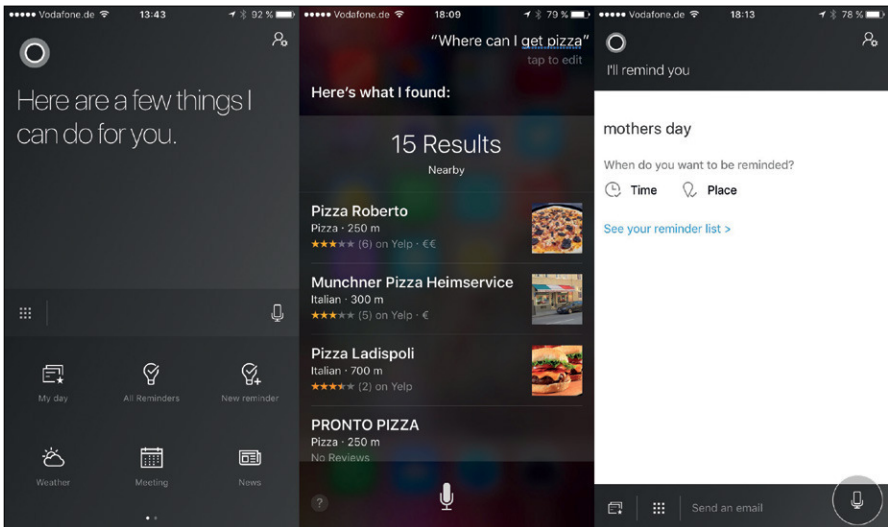 Vodafone.de 13:43 92 %
Here are a few things I
can do for you.
My day All Reminders New reminder
Weather Meeting News
Vodafone.de 18:09 79 %
“Where can I get pizza”
tap to edit
Here’s what I found:
15 Results
Nearby
Pizza Roberto
Pizza · 250 m
★★★★★ (6) on Yelp · €€
Munchner Pizza Heimservice
Italian · 300 m
★★★★★ (5) on Yelp · €
Pizza Ladispoli
Italian · 700 m
★★★★★ (2) on Yelp
PRONTO PIZZA
Pizza · 250 m
No Reviews
?
Vodafone.de 18:13 78 %
I'll remind you
mothers day
When do you want to be reminded?
Time Place
See your reminder list >
Send an email